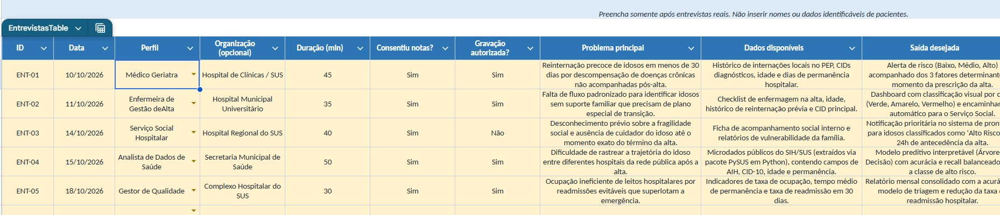 Preencha somente após entrevistas reais. Não inserir nomes ou dados identificáveis de pacientes.
EntrevistasTable
ID
Data
Perfil
Organização
(opcional)
Duração (min)
Consentiu notas?
Gravação
autorizada?
Problema principal
Dados disponíveis
Saída desejada
ENT-01
10/10/2026
Médico Geriatra
Hospital de Clínicas / SUS
45
Sim
Sim
Reinternação precoce de idosos em menos de 30
dias por descompensação de doenças crônicas
não acompanhadas pós-alta.
Histórico de internações locais no PEP, CIDs
diagnósticos, idade e dias de permanência
hospitalar.
Alerta de risco (Baixo, Médio, Alto)
acompanhado dos 3 fatores determinant
momento da prescrição da alta.
ENT-02
11/10/2026
Enfermeira de
Gestão deAlta
Hospital Municipal
Universitário
35
Sim
Sim
Falta de fluxo padronizado para identificar idosos
sem suporte familiar que precisam de plano
especial de transição.
Checklist de enfermagem na alta, idade,
histórico de reinternação prévia e CID principal.
Dashboard com classificação visual por c
(Verde, Amarelo, Vermelho) e encaminhar
automático para o Serviço Social.
ENT-03
14/10/2026
Serviço Social
Hospitalar
Hospital Regional do SUS
40
Sim
Não
Desconhecimento prévio sobre a fragilidade
social e ausência de cuidador do idoso até o
momento exato do término da alta.
Ficha de acompanhamento social interno e
relatórios de vulnerabilidade da família.
Notificação prioritária no sistema de pront
para idosos classificados como 'Alto Risco
24h de antecedência da alta.
ENT-04
15/10/2026
Analista de Dados de
Saúde
Secretaria Municipal de
Saúde
50
Sim
Sim
Dificuldade de rastrear a trajetória do idoso
entre diferentes hospitais da rede pública após a
alta.
Microdados públicos do SIH/SUS (extraídos via
pacote PySUS em Python), contendo campos de
AIH, CID-10, idade e permanência.
Modelo preditivo interpretável (Árvore
Decisão) com acurácia e recall balanceado
a classe de alto risco.
ENT-05
18/10/2026
Gestor de Qualidade
Complexo Hospitalar do
SUS
30
Sim
Sim
Ocupação ineficiente de leitos hospitalares por
readmissões evitáveis que superlotam a
emergência.
Indicadores de taxa de ocupação, tempo médio
de permanência e taxa de readmissão em 30
dias.
Relatório mensal consolidado com a acurá
modelo de triagem e redução da taxa
readmissão hospitalar.